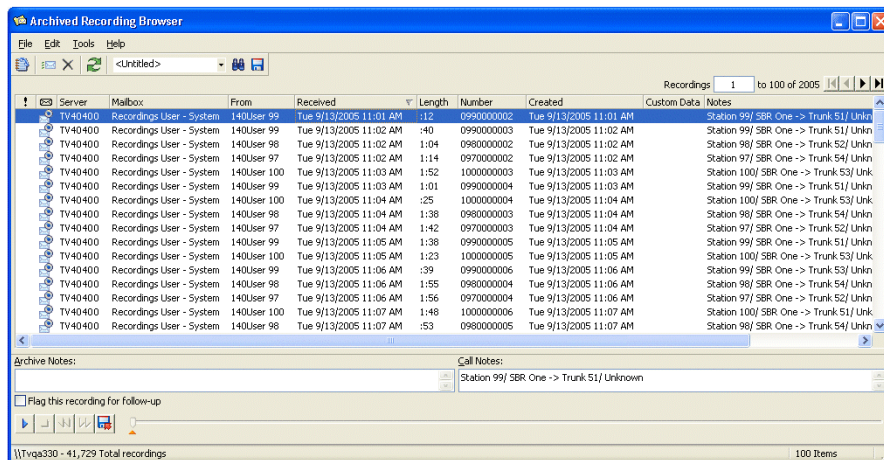 Archived Recording Browser
File Edit Tools Help
<Untitled>
Recordings 1 to 100 of 2005
! Server Mailbox From Received Length Number Created Custom Data Notes
TV40400 Recordings User - System 140User 99 Tue 9/13/2005 11:01 AM :12 0990000002 Tue 9/13/2005 11:01 AM Station 99/ SBR One -> Trunk 51/ Unkn
TV40400 Recordings User - System 140User 99 Tue 9/13/2005 11:02 AM :40 0990000003 Tue 9/13/2005 11:02 AM Station 99/ SBR One -> Trunk 51/ Unkn
TV40400 Recordings User - System 140User 98 Tue 9/13/2005 11:02 AM 1:04 0980000002 Tue 9/13/2005 11:02 AM Station 98/ SBR One -> Trunk 52/ Unkn
TV40400 Recordings User - System 140User 97 Tue 9/13/2005 11:02 AM 1:14 0970000002 Tue 9/13/2005 11:02 AM Station 97/ SBR One -> Trunk 54/ Unkn
TV40400 Recordings User - System 140User 100 Tue 9/13/2005 11:03 AM 1:52 1000000003 Tue 9/13/2005 11:03 AM Station 100/ SBR One -> Trunk 53/ Unk
TV40400 Recordings User - System 140User 99 Tue 9/13/2005 11:03 AM 1:01 0990000004 Tue 9/13/2005 11:03 AM Station 99/ SBR One -> Trunk 51/ Unkn
TV40400 Recordings User - System 140User 100 Tue 9/13/2005 11:04 AM :25 1000000004 Tue 9/13/2005 11:04 AM Station 100/ SBR One -> Trunk 53/ Unk
TV40400 Recordings User - System 140User 98 Tue 9/13/2005 11:04 AM 1:38 0980000003 Tue 9/13/2005 11:04 AM Station 98/ SBR One -> Trunk 54/ Unkn
TV40400 Recordings User - System 140User 97 Tue 9/13/2005 11:04 AM 1:42 0970000003 Tue 9/13/2005 11:04 AM Station 97/ SBR One -> Trunk 52/ Unkn
TV40400 Recordings User - System 140User 99 Tue 9/13/2005 11:05 AM 1:38 0990000005 Tue 9/13/2005 11:05 AM Station 99/ SBR One -> Trunk 51/ Unkn
TV40400 Recordings User - System 140User 100 Tue 9/13/2005 11:05 AM 1:23 1000000005 Tue 9/13/2005 11:05 AM Station 100/ SBR One -> Trunk 53/ Unk
TV40400 Recordings User - System 140User 99 Tue 9/13/2005 11:06 AM :39 0990000006 Tue 9/13/2005 11:06 AM Station 99/ SBR One -> Trunk 53/ Unkn
TV40400 Recordings User - System 140User 98 Tue 9/13/2005 11:06 AM 1:55 0980000004 Tue 9/13/2005 11:06 AM Station 98/ SBR One -> Trunk 54/ Unkn
TV40400 Recordings User - System 140User 97 Tue 9/13/2005 11:06 AM 1:56 0970000004 Tue 9/13/2005 11:06 AM Station 97/ SBR One -> Trunk 52/ Unkn
TV40400 Recordings User - System 140User 100 Tue 9/13/2005 11:07 AM 1:48 1000000006 Tue 9/13/2005 11:07 AM Station 100/ SBR One -> Trunk 51/ Unk
TV40400 Recordings User - System 140User 98 Tue 9/13/2005 11:07 AM :53 0980000005 Tue 9/13/2005 11:07 AM Station 98/ SBR One -> Trunk 54/ Unkn
Archive Notes: Call Notes:
Station 99/ SBR One -> Trunk 51/ Unknown
Flag this recording for follow-up
\\Tvqa330 - 41,729 Total recordings 100 Items